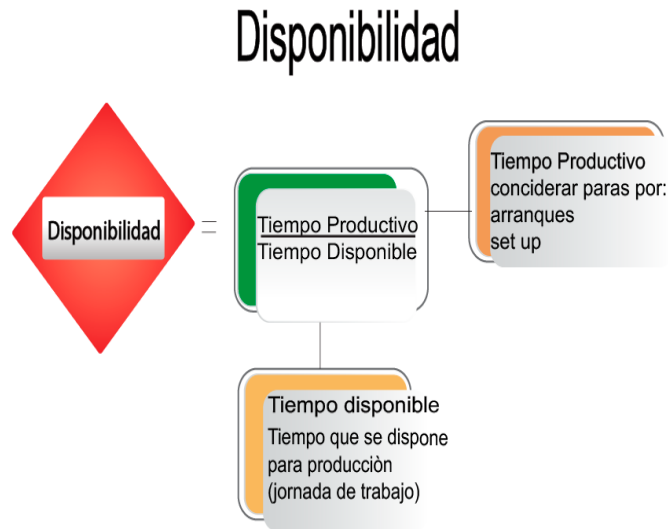 Disponibilidad
Disponibilidad
=
Tiempo Productivo
Tiempo Disponible
Tiempo Productivo
conciderar paras por:
arranques
set up
Tiempo disponible
Tiempo que se dispone
para producciòn
(jornada de trabajo)